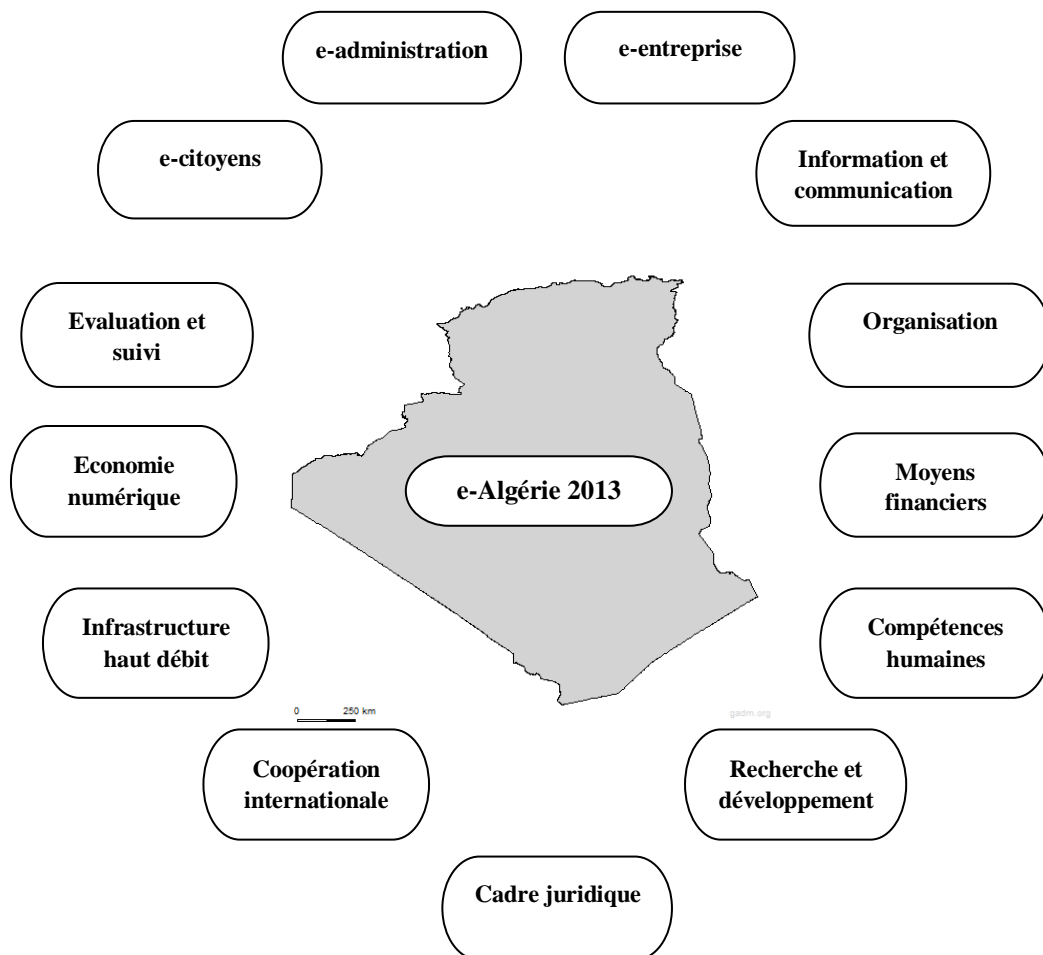 e-administration
e-entreprise
e-citoyens
Information et
communication
Evaluation et
suivi
Organisation
Economie
numérique
e-Algérie 2013
Moyens
financiers
Infrastructure
haut débit
Compétences
humaines
0 250 km
gadm.org
Coopération
internationale
Recherche et
développement
Cadre juridique